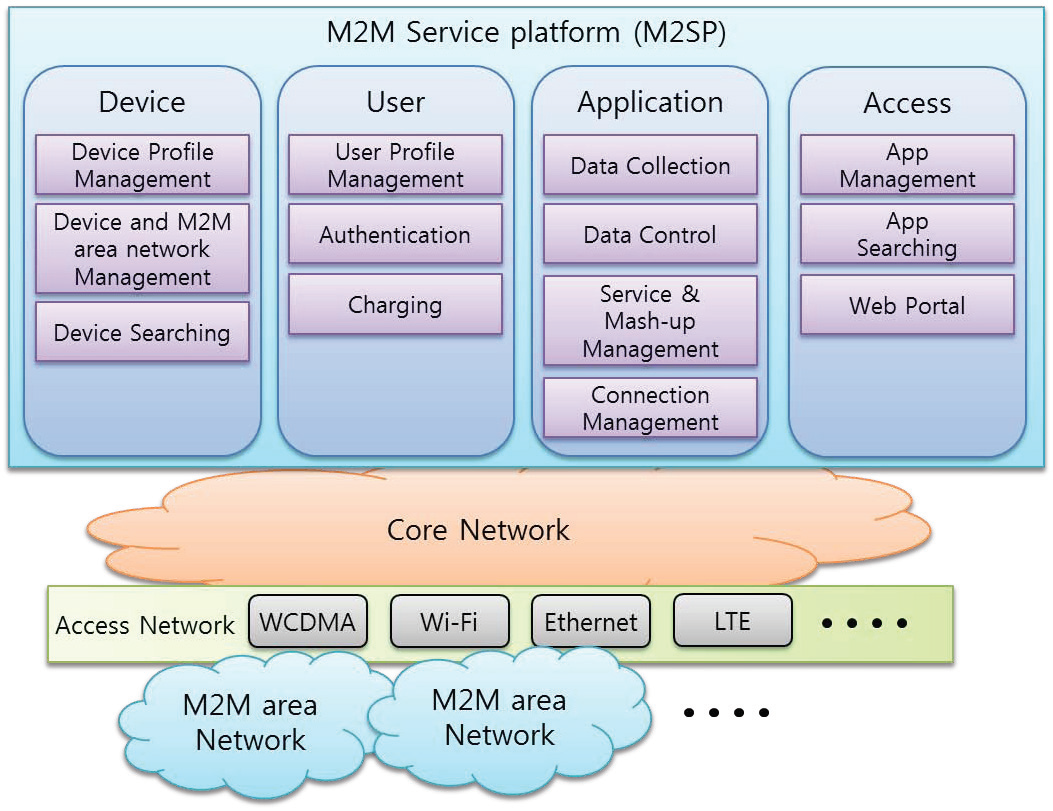 M2M Service platform (M2SP)
Device
Device Profile
Management
Device and M2M
area network
Management
Device Searching
User
User Profile
Management
Authentication
Charging
Application
Data Collection
Data Control
Service &
Mash-up
Management
Connection
Management
Access
App
Management
App
Searching
Web Portal
Core Network
Access Network
WCDMA
Wi-Fi
Ethernet
LTE
M2M area
Network
M2M area
Network